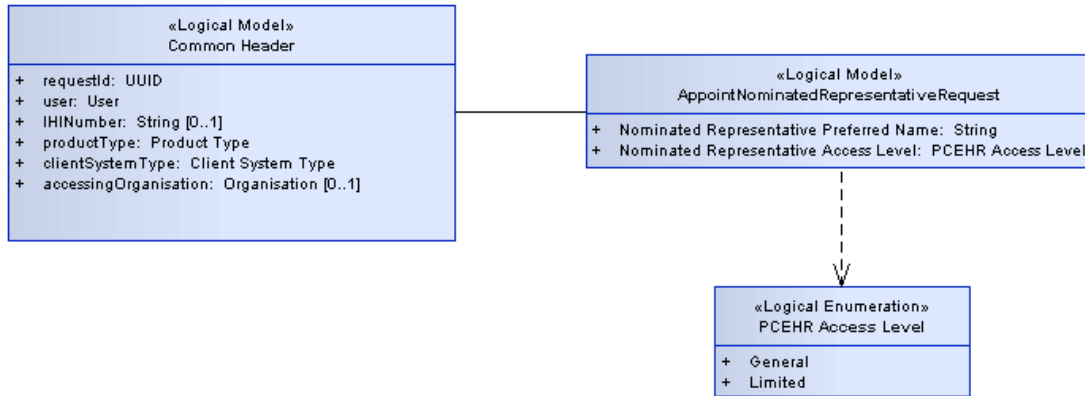 «Logical Model»
Common Header
+ requestId: UUID
+ user: User
+ IHINumber: String [0..1]
+ productType: Product Type
+ clientSystemType: Client System Type
+ accessingOrganisation: Organisation [0..1]
«Logical Model»
AppointNominatedRepresentativeRequest
+ Nominated Representative Preferred Name: String
+ Nominated Representative Access Level: PCEHR Access Level
«Logical Enumeration»
PCEHR Access Level
+ General
+ Limited